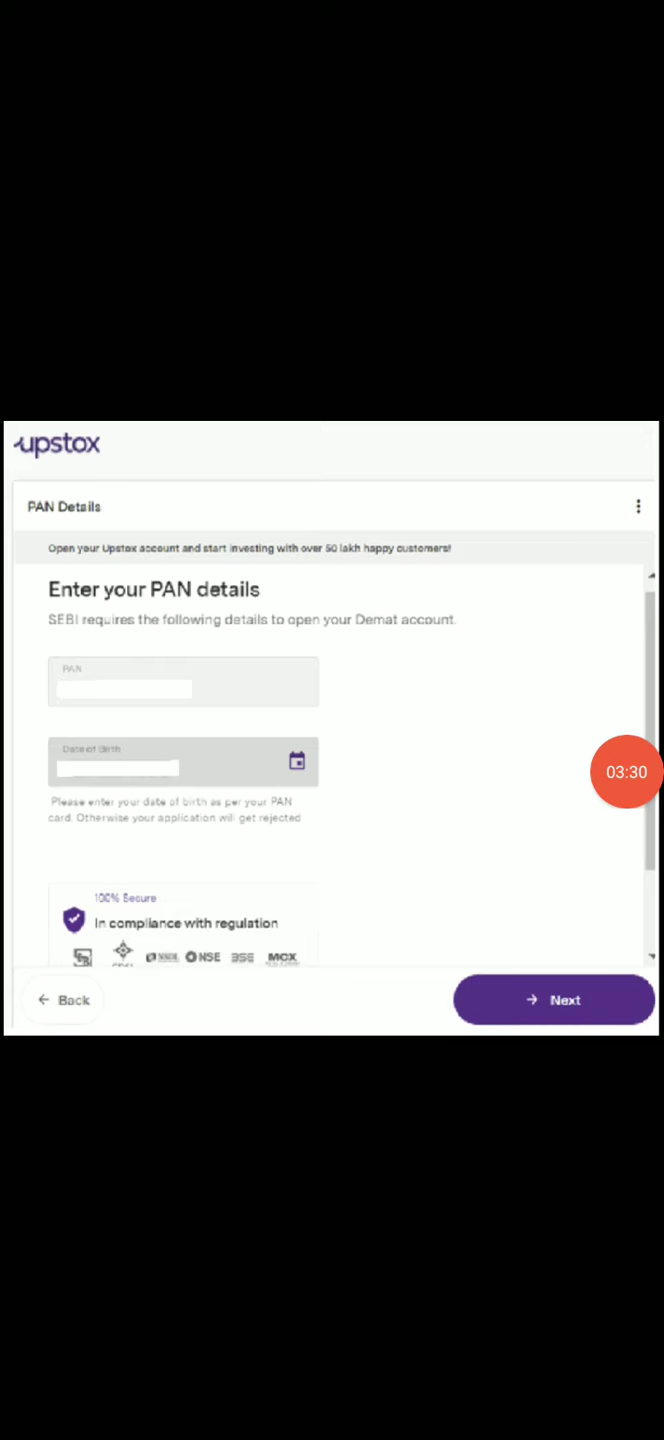 upstox
PAN Details
Open your Upstox account and start investing with over 50 lakh happy customers!
Enter your PAN details
SEBI requires the following details to open your Demat account.
PAN
Date of Birth
03:30
Please enter your date of birth as per your PAN
card. Otherwise your application will get rejected
100% Secure
In compliance with regulation
NSDL NSE BSE MCX
Back
Next